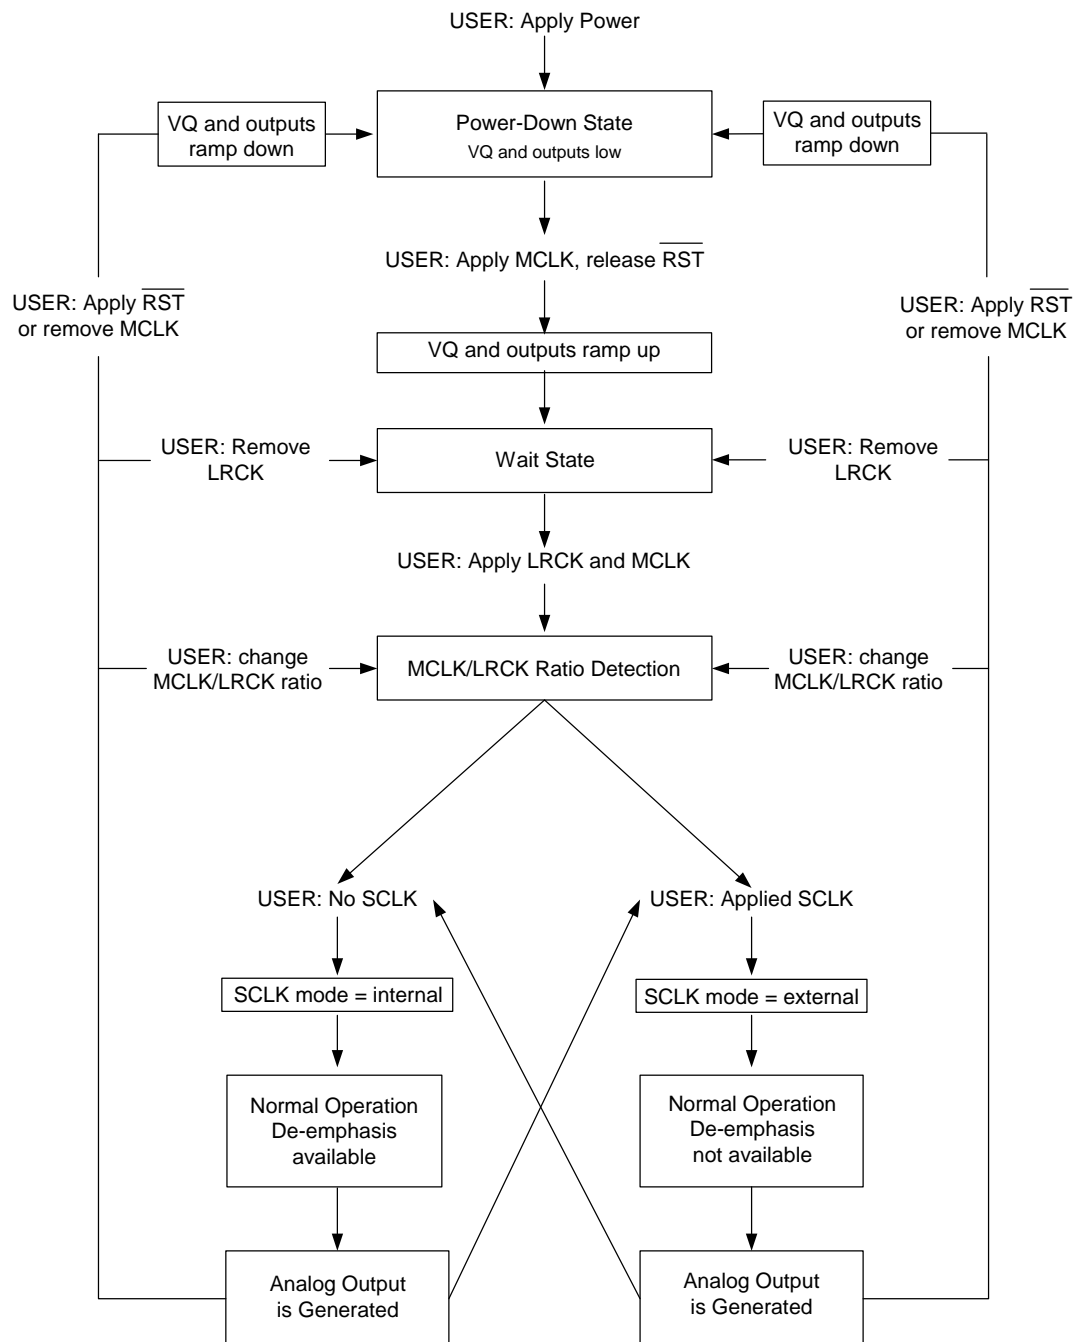 USER: Apply Power
VQ and outputs
ramp down
Power-Down State
VQ and outputs low
VQ and outputs
ramp down
USER: Apply MCLK, release RST
USER: Apply RST
or remove MCLK
USER: Apply RST
or remove MCLK
VQ and outputs ramp up
USER: Remove
LRCK
Wait State
USER: Remove
LRCK
USER: Apply LRCK and MCLK
USER: change
MCLK/LRCK ratio
MCLK/LRCK Ratio Detection
USER: change
MCLK/LRCK ratio
USER: No SCLK
USER: Applied SCLK
SCLK mode = internal
SCLK mode = external
Normal Operation
De-emphasis
available
Normal Operation
De-emphasis
not available
Analog Output
is Generated
Analog Output
is Generated